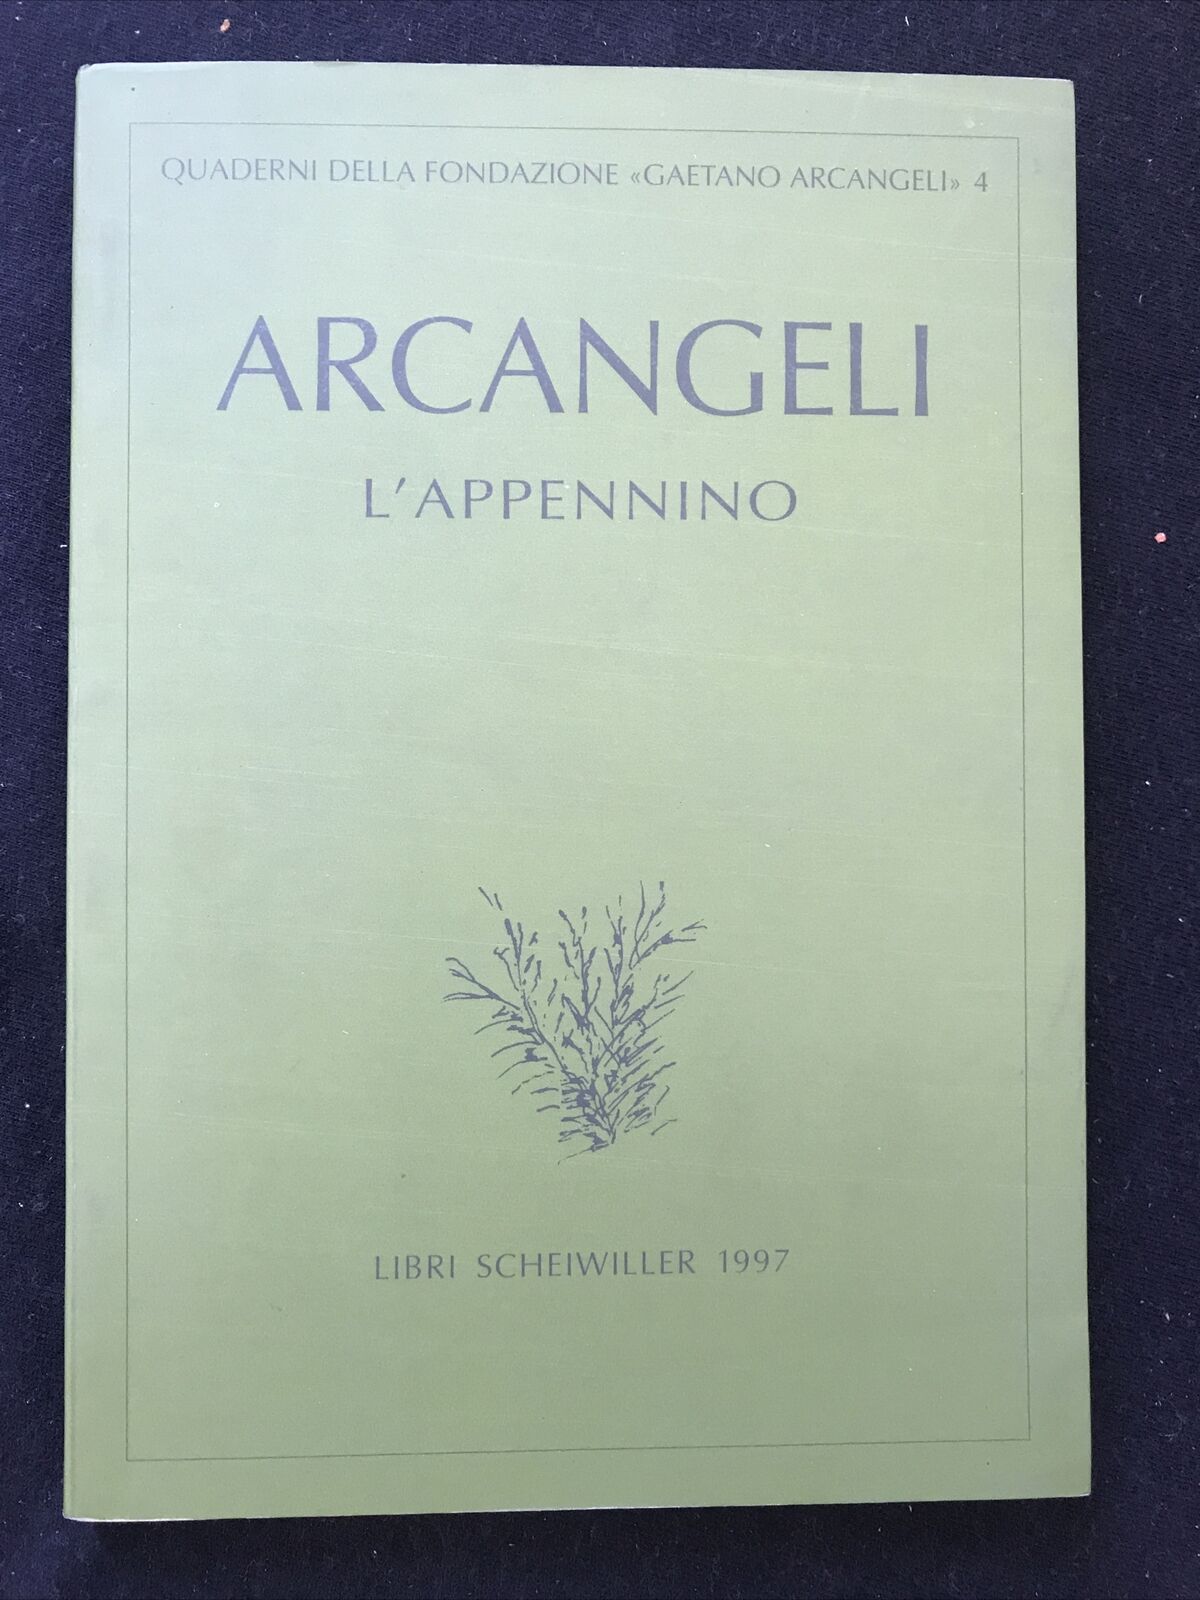 QUADERNI DELLA FONDAZIONE «GAETANO ARCANGELI» 4
ARCANGELI
L'APPENNINO
LIBRI SCHEIWILLER 1997